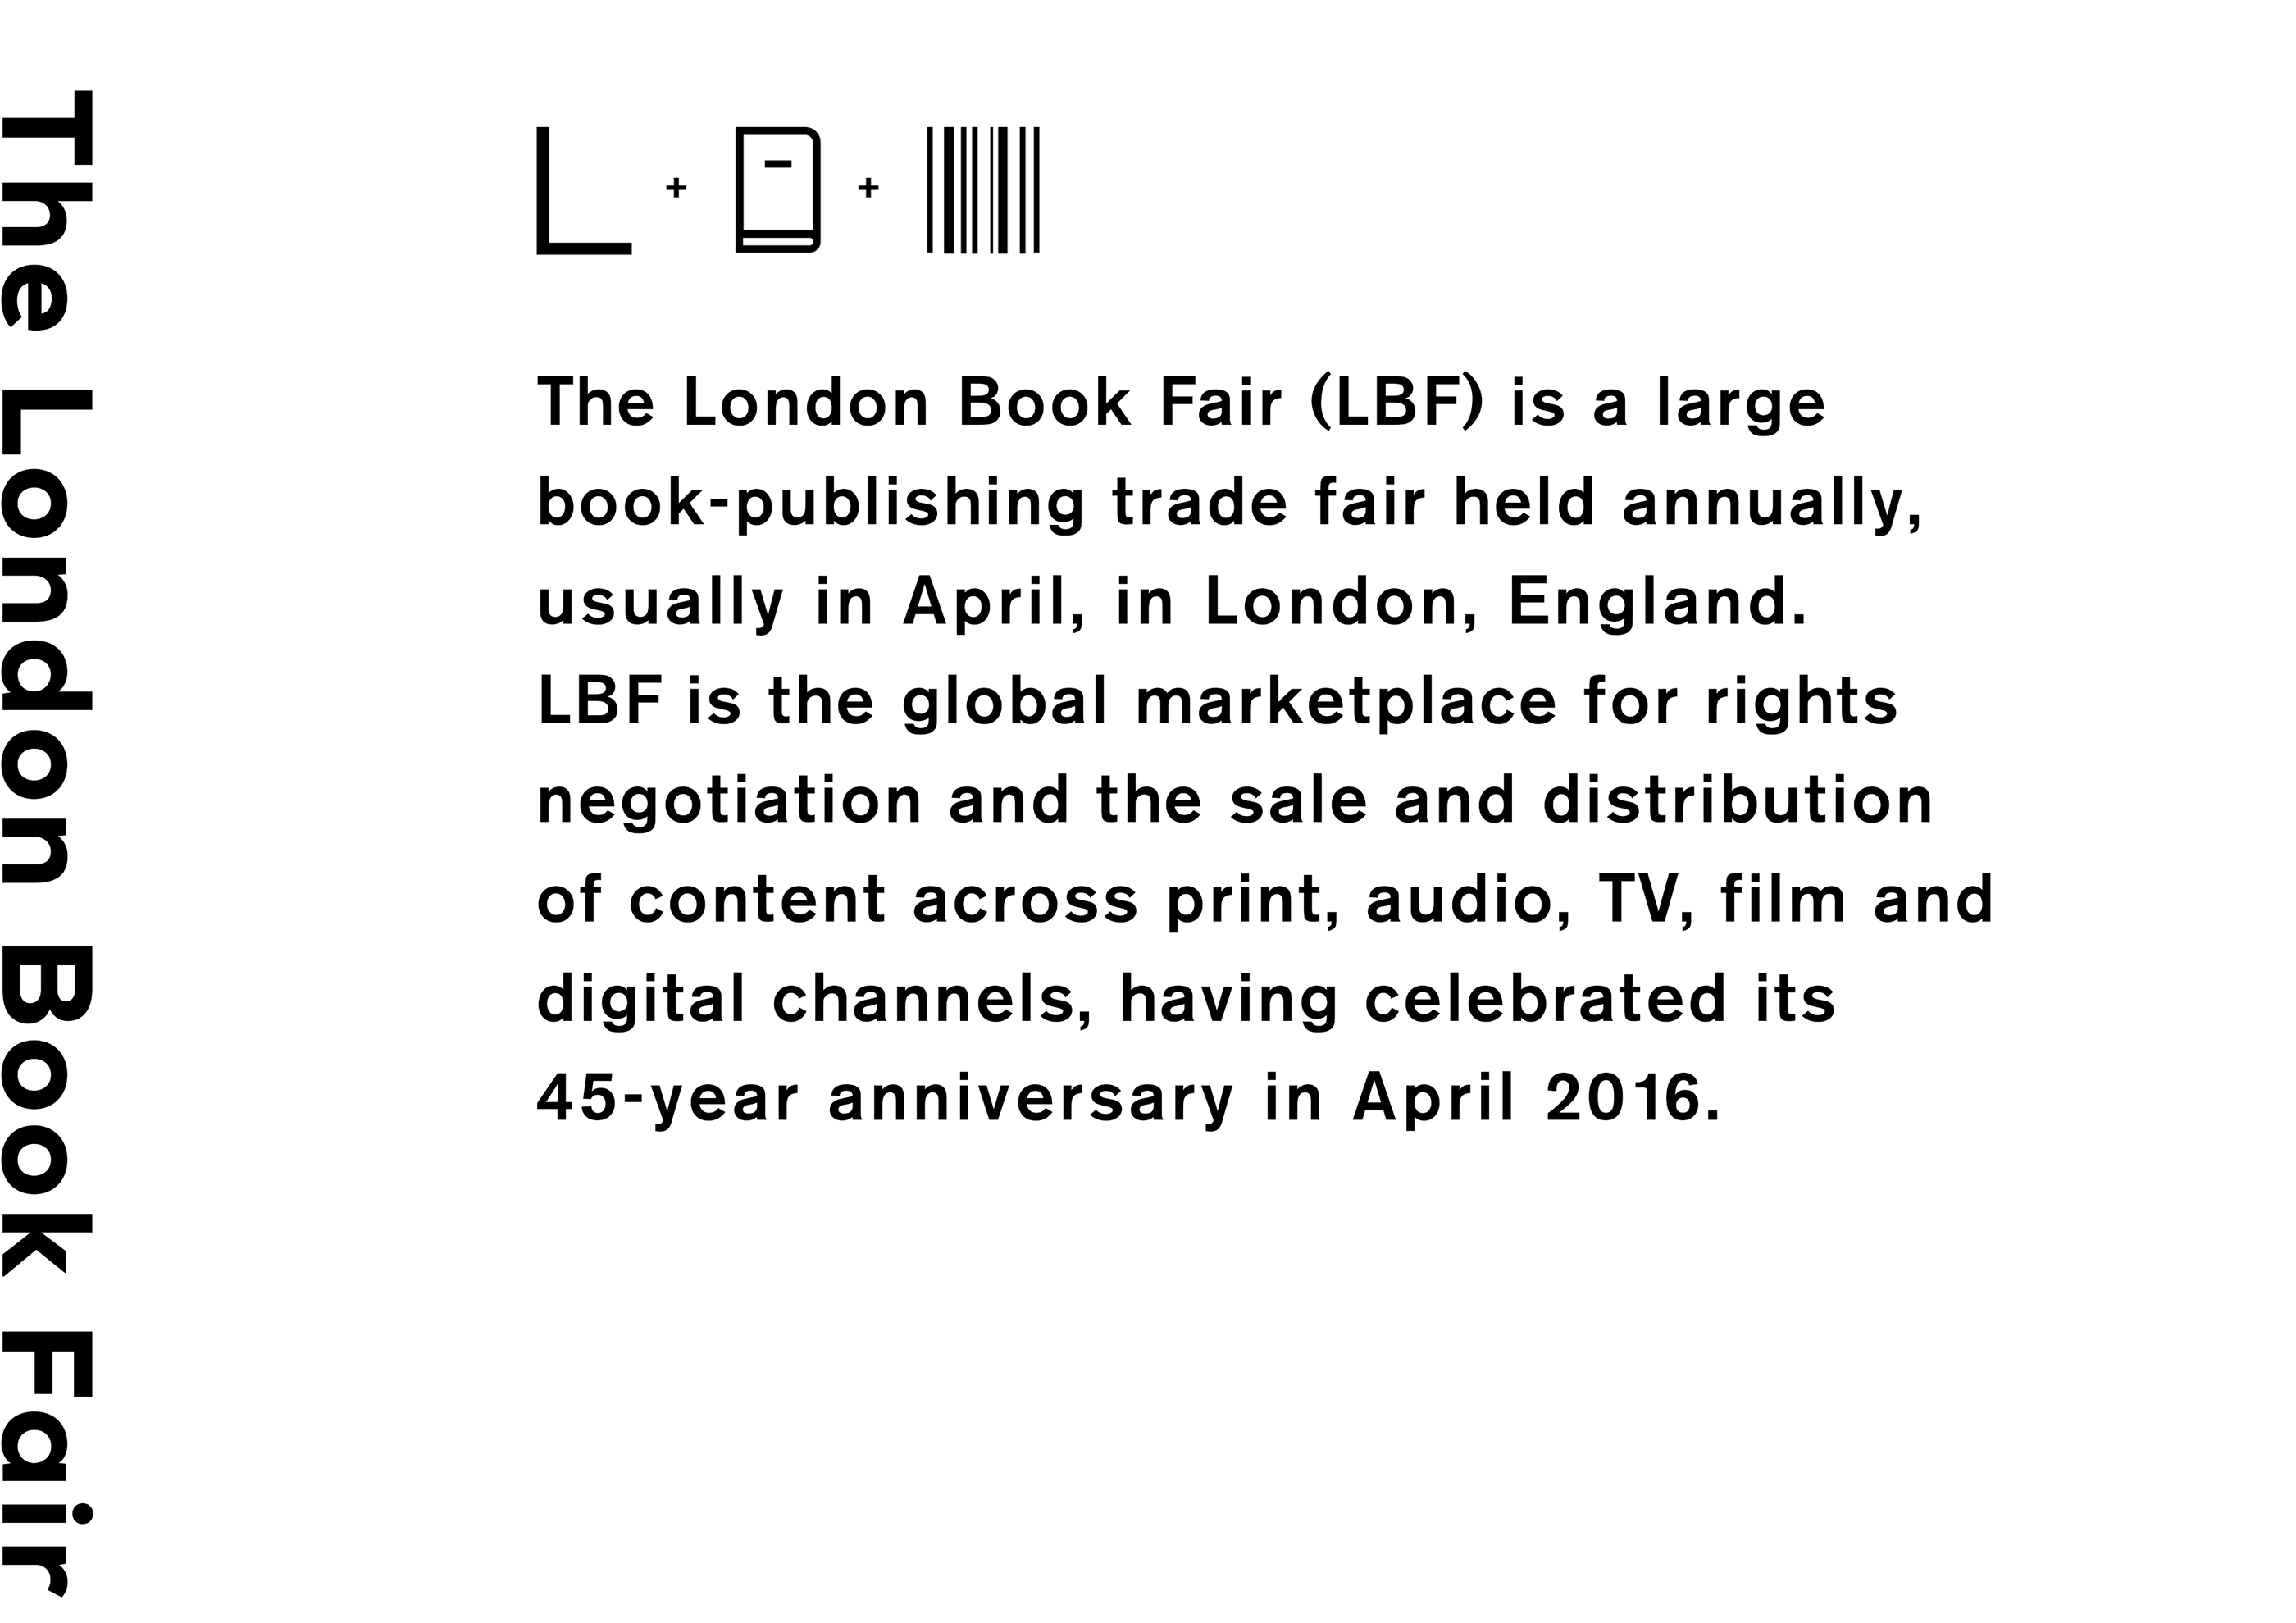 The London Book Fair
L + +
The London Book Fair (LBF) is a large
book-publishing trade fair held annually,
usually in April, in London, England.
LBF is the global marketplace for rights
negotiation and the sale and distribution
of content across print, audio, TV, film and
digital channels, having celebrated its
45-year anniversary in April 2016.